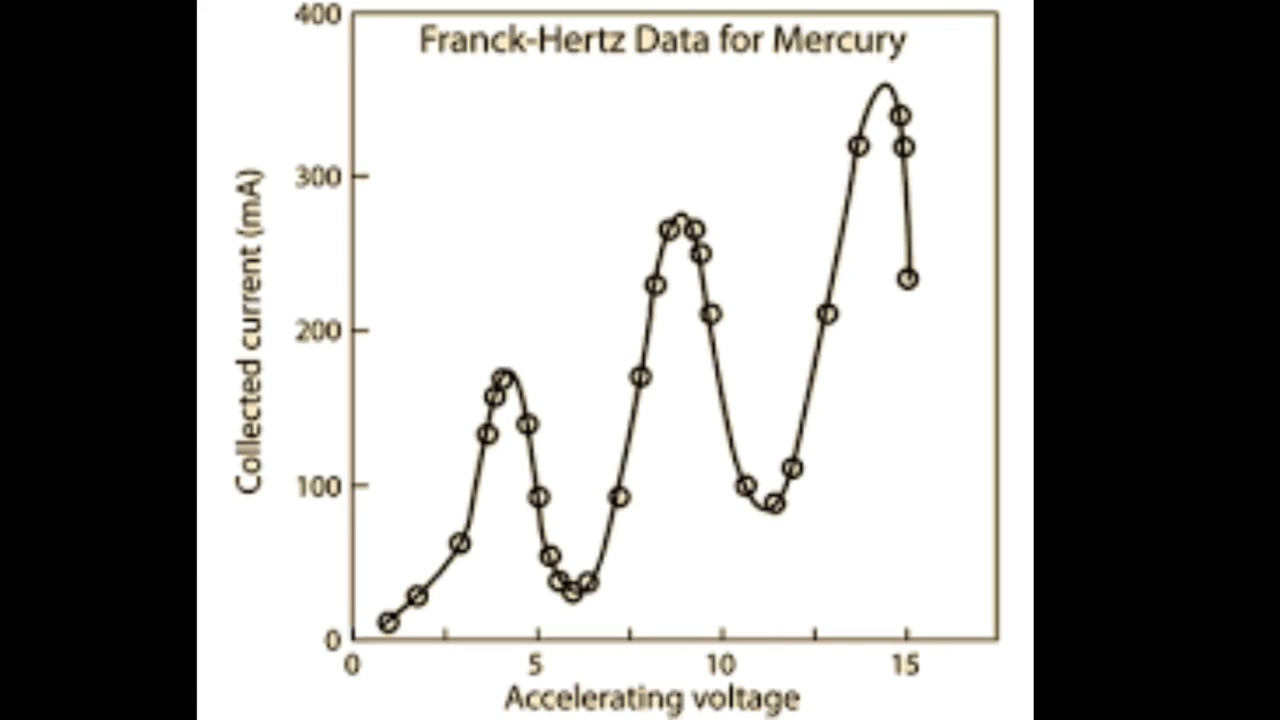 400
Franck-Hertz Data for Mercury
300
200
100
0
Collected current (mA)
0 5 10 15
Accelerating voltage